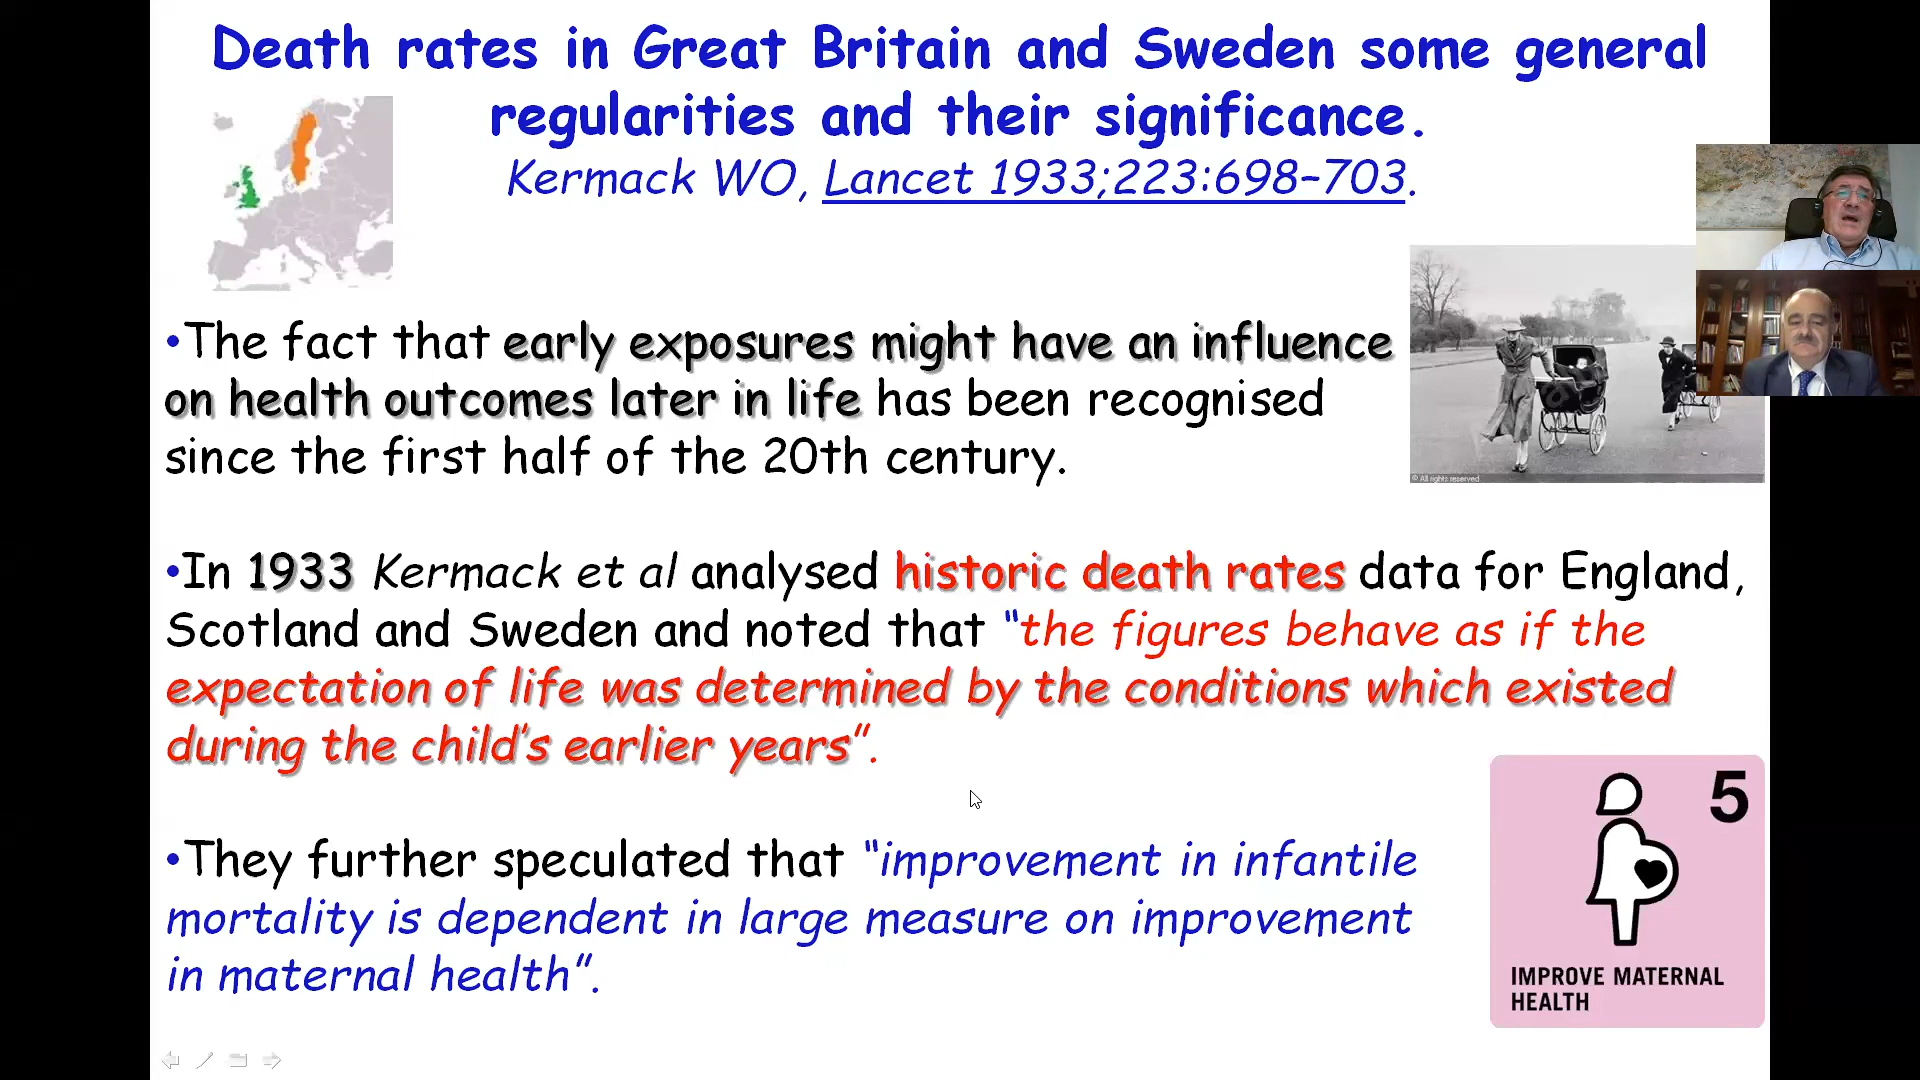 Death rates in Great Britain and Sweden some general
regularities and their significance.
Kermack WO, Lancet 1933;223:698–703.
•The fact that early exposures might have an influence
on health outcomes later in life has been recognised
since the first half of the 20th century.
© All rights reserved
•In 1933 Kermack et al analysed historic death rates data for England,
Scotland and Sweden and noted that “the figures behave as if the
expectation of life was determined by the conditions which existed
during the child’s earlier years”.
•They further speculated that “improvement in infantile
mortality is dependent in large measure on improvement
in maternal health”.
5
IMPROVE MATERNAL
HEALTH